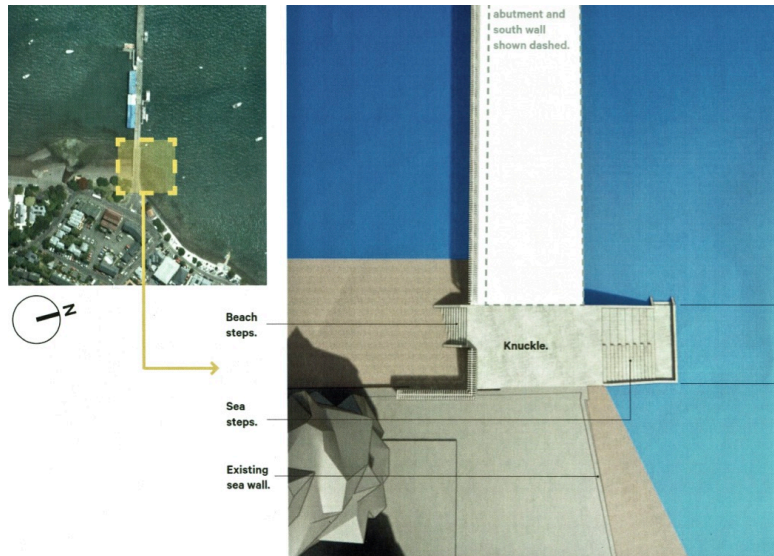 abutment and
south wall
shown dashed.
N
Beach
steps.
Knuckle.
Sea
steps.
Existing
sea wall.